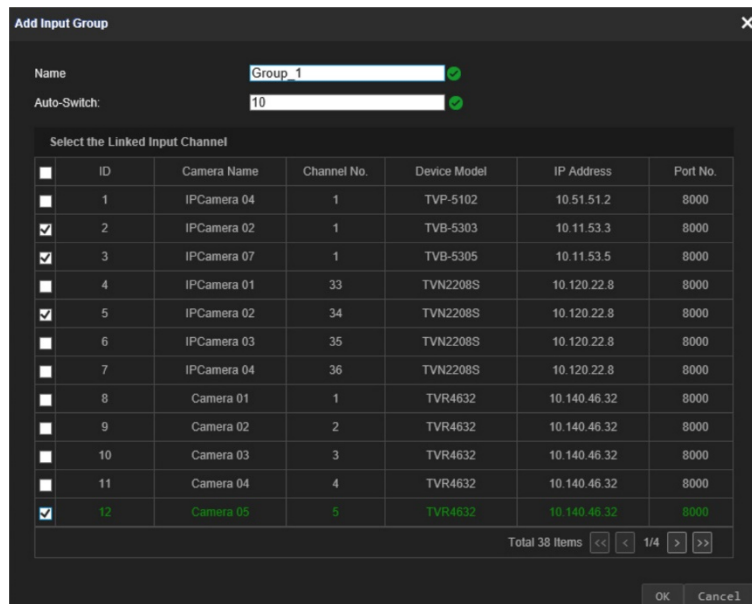 Add Input Group
Name Group_1
Auto-Switch: 10
Select the Linked Input Channel
ID Camera Name Channel No. Device Model IP Address Port No.
1 IPCamera 04 1 TVP-5102 10.51.51.2 8000
2 IPCamera 02 1 TVB-5303 10.11.53.3 8000
3 IPCamera 07 1 TVB-5305 10.11.53.5 8000
4 IPCamera 01 33 TVN2208S 10.120.22.8 8000
5 IPCamera 02 34 TVN2208S 10.120.22.8 8000
6 IPCamera 03 35 TVN2208S 10.120.22.8 8000
7 IPCamera 04 36 TVN2208S 10.120.22.8 8000
8 Camera 01 1 TVR4632 10.140.46.32 8000
9 Camera 02 2 TVR4632 10.140.46.32 8000
10 Camera 03 3 TVR4632 10.140.46.32 8000
11 Camera 04 4 TVR4632 10.140.46.32 8000
12 Camera 05 5 TVR4632 10.140.46.32 8000
Total 38 Items << < 1/4 > >>
OK Cancel